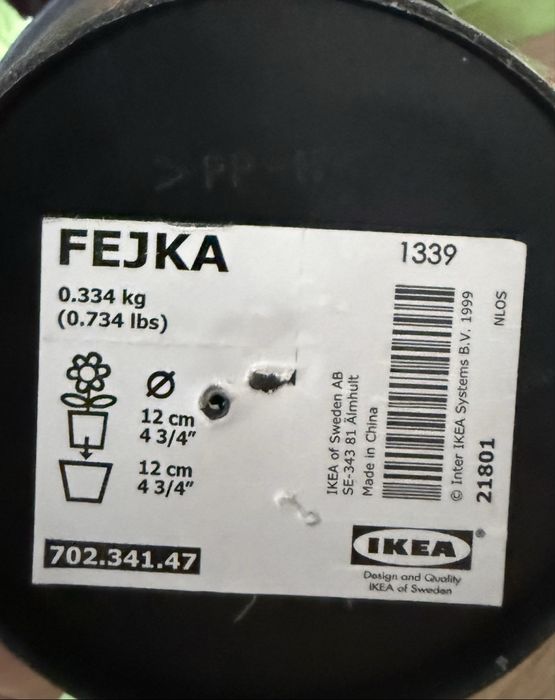 FEJKA
1339
0.334 kg
(0.734 lbs)
Ø
12 cm
4 3/4″
12 cm
4 3/4″
702.341.47
IKEA of Sweden AB
SE-343 81 Älmhult
Made in China
© Inter IKEA Systems B.V. 1999
21801
NLOS
IKEA®
Design and Quality
IKEA of Sweden